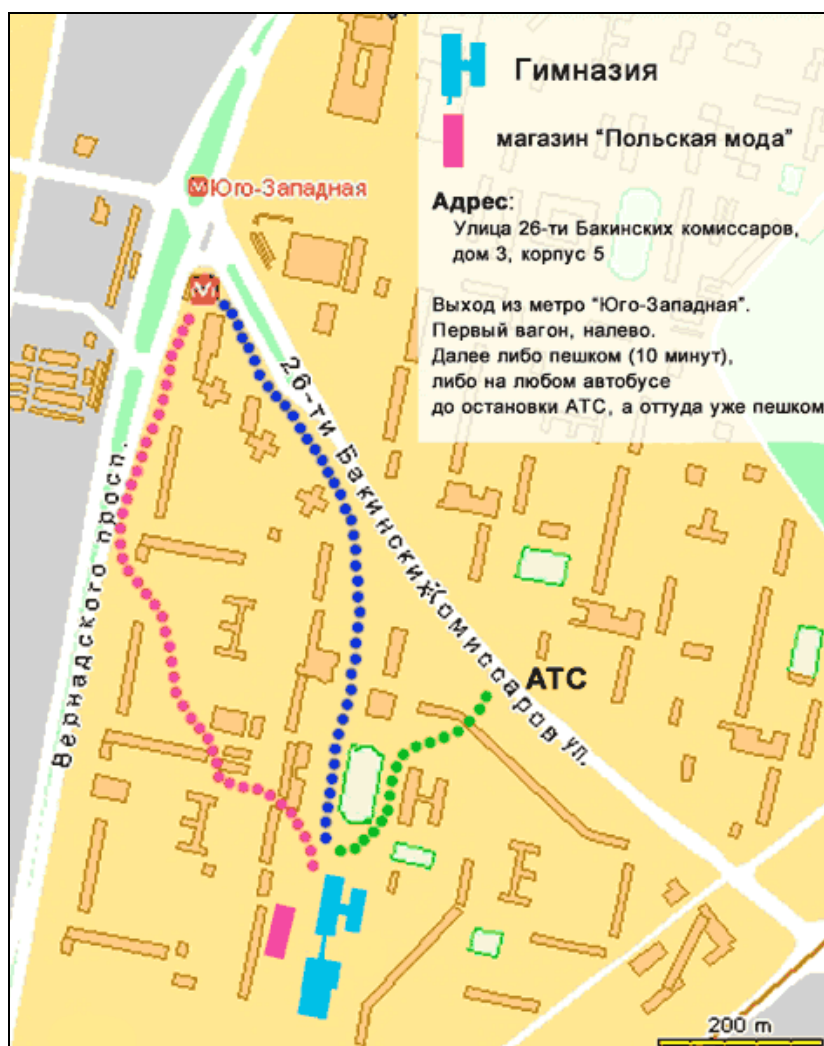 Гимназия
магазин "Польская мода"
Юго-Западная
Адрес:
Улица 26-ти Бакинских комиссаров,
дом 3, корпус 5
Выход из метро "Юго-Западная".
Первый вагон, налево.
Далее либо пешком (10 минут),
либо на любом автобусе
до остановки АТС, а оттуда уже пешком
26-ти Бакинских Комиссаров ул.
Вернадского просп.
АТС
200 m